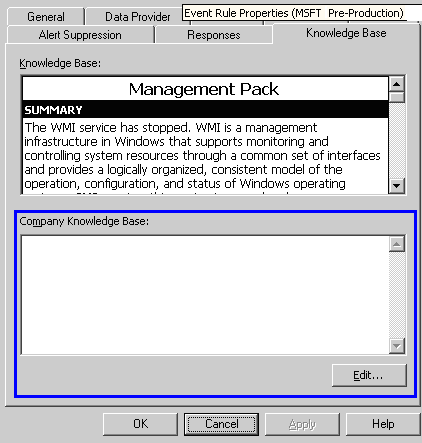 General
Data Provider
Event Rule Properties (MSFT Pre-Production)
Alert Suppression
Responses
Knowledge Base
Knowledge Base:
Management Pack
SUMMARY
The WMI service has stopped. WMI is a management
infrastructure in Windows that supports monitoring and
controlling system resources through a common set of interfaces
and provides a logically organized, consistent model of the
operation, configuration, and status of Windows operating
Company Knowledge Base:
Edit...
OK
Cancel
Apply
Help